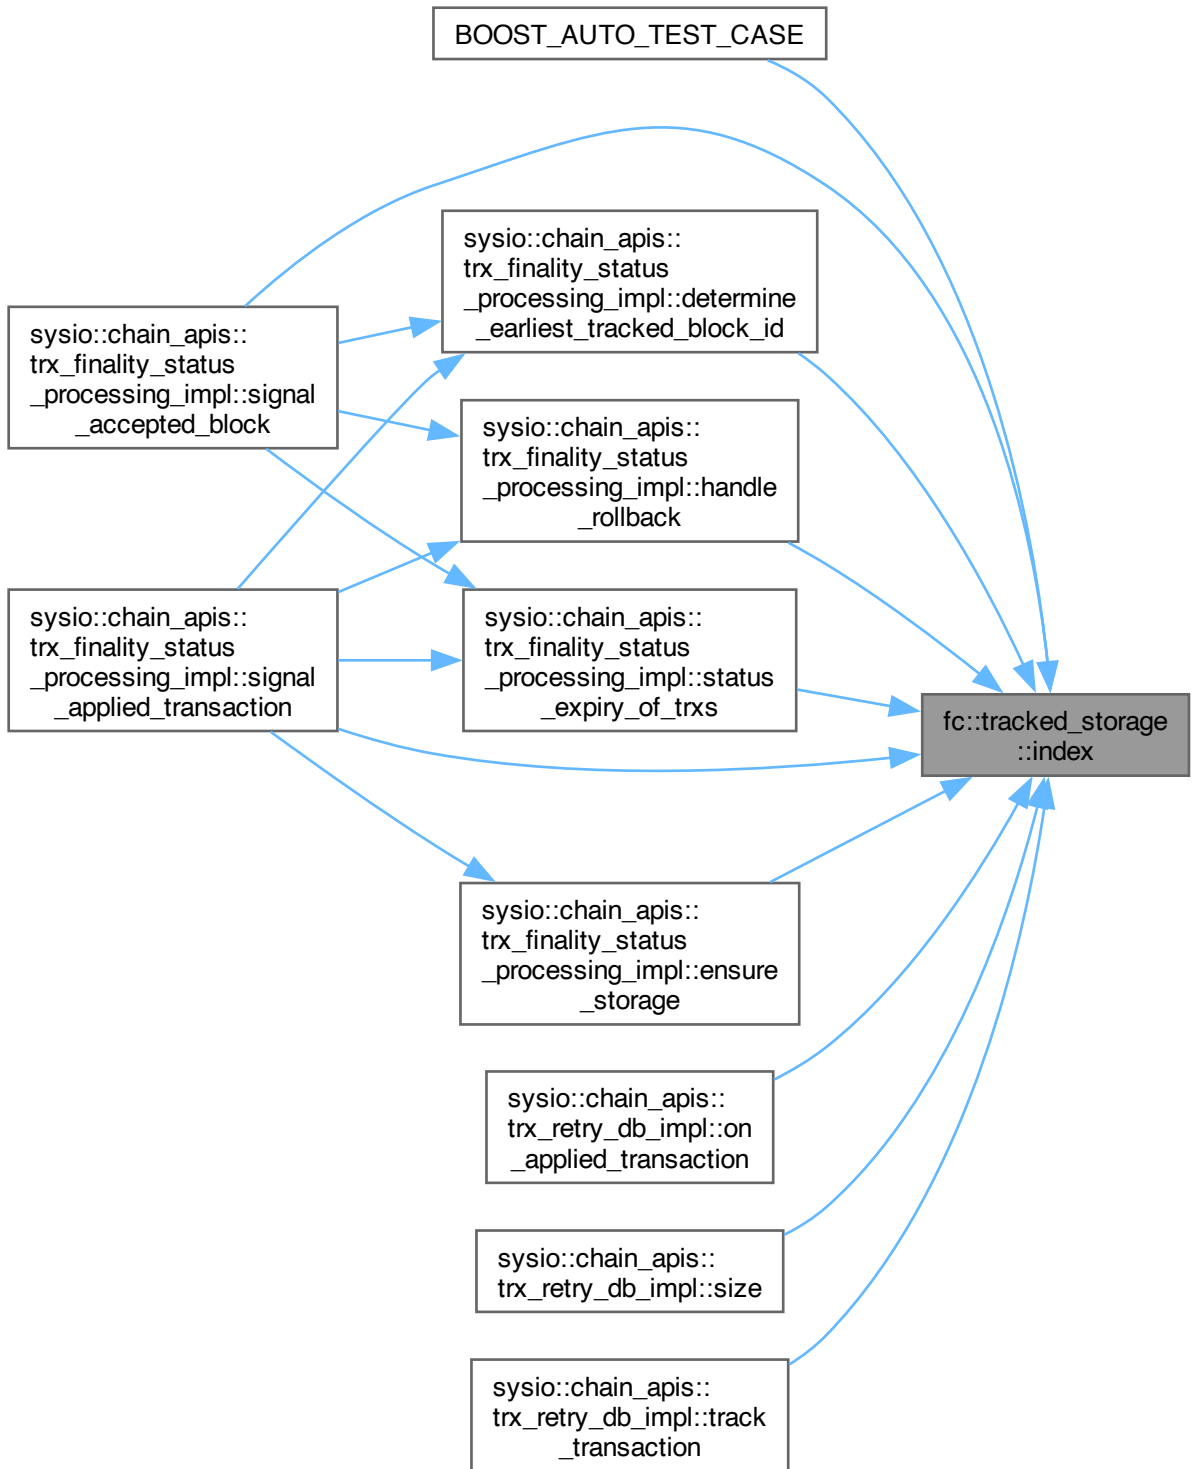 BOOST_AUTO_TEST_CASE
sysio::chain_apis::
trx_finality_status
_processing_impl::determine
_earliest_tracked_block_id
sysio::chain_apis::
trx_finality_status
_processing_impl::signal
_accepted_block
sysio::chain_apis::
trx_finality_status
_processing_impl::handle
_rollback
sysio::chain_apis::
trx_finality_status
_processing_impl::signal
_applied_transaction
sysio::chain_apis::
trx_finality_status
_processing_impl::status
_expiry_of_trxs
fc::tracked_storage
::index
sysio::chain_apis::
trx_finality_status
_processing_impl::ensure
_storage
sysio::chain_apis::
trx_retry_db_impl::on
_applied_transaction
sysio::chain_apis::
trx_retry_db_impl::size
sysio::chain_apis::
trx_retry_db_impl::track
_transaction